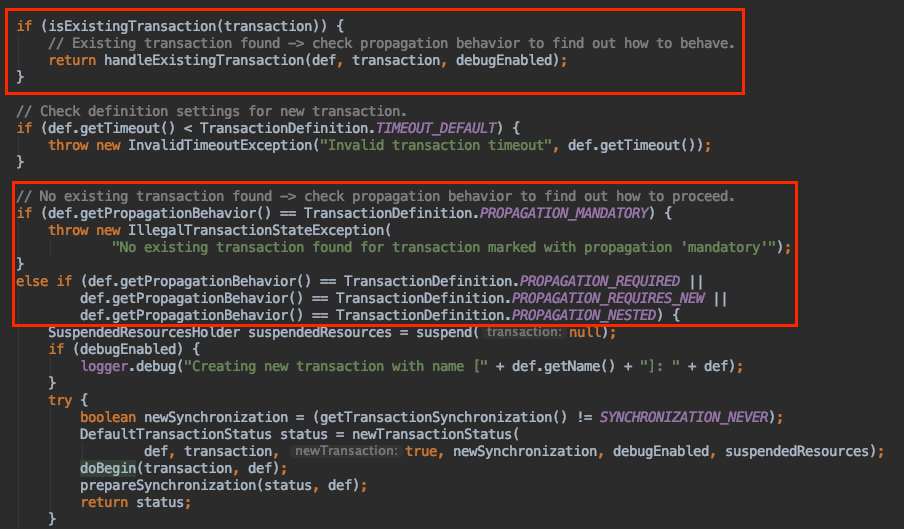 if (isExistingTransaction(transaction)) {
// Existing transaction found -> check propagation behavior to find out how to behave.
return handleExistingTransaction(def, transaction, debugEnabled);
}
// Check definition settings for new transaction.
if (def.getTimeout() < TransactionDefinition.TIMEOUT_DEFAULT) {
throw new InvalidTimeoutException("Invalid transaction timeout", def.getTimeout());
}
// No existing transaction found -> check propagation behavior to find out how to proceed.
if (def.getPropagationBehavior() == TransactionDefinition.PROPAGATION_MANDATORY) {
throw new IllegalTransactionStateException(
"No existing transaction found for transaction marked with propagation 'mandatory'");
}
else if (def.getPropagationBehavior() == TransactionDefinition.PROPAGATION_REQUIRED ||
def.getPropagationBehavior() == TransactionDefinition.PROPAGATION_REQUIRES_NEW ||
def.getPropagationBehavior() == TransactionDefinition.PROPAGATION_NESTED) {
SuspendedResourcesHolder suspendedResources = suspend( transaction: null);
if (debugEnabled) {
logger.debug("Creating new transaction with name [" + def.getName() + "]: " + def);
}
try {
boolean newSynchronization = (getTransactionSynchronization() != SYNCHRONIZATION_NEVER);
DefaultTransactionStatus status = newTransactionStatus(
def, transaction, newTransaction: true, newSynchronization, debugEnabled, suspendedResources);
doBegin(transaction, def);
prepareSynchronization(status, def);
return status;
}